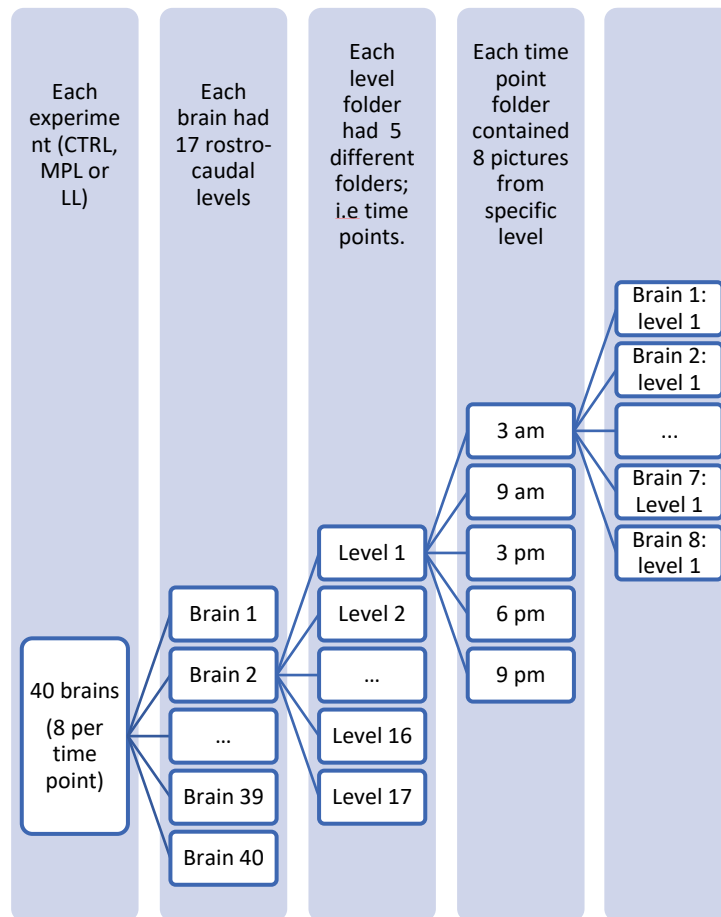 Each
experime
nt (CTRL,
MPL or
LL)
Each
brain had
17 rostro-
caudal
levels
Each
level
folder
had 5
different
folders;
i.e time
points.
Each time
point
folder
contained
8 pictures
from
specific
level
40 brains
(8 per
time
point)
Brain 1
Brain 2
...
Brain 39
Brain 40
Level 1
Level 2
...
Level 16
Level 17
3 am
9 am
3 pm
6 pm
9 pm
Brain 1:
level 1
Brain 2:
level 1
...
Brain 7:
Level 1
Brain 8:
level 1